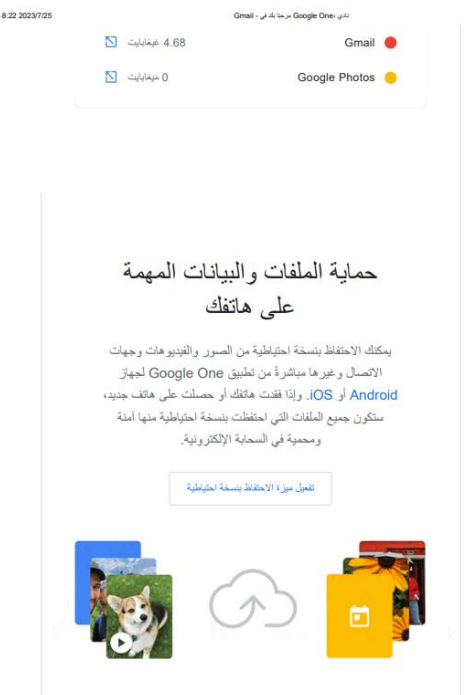 8:22 2023/7/25
Gmail - مرحبًا بك في Google One، نادي
Gmail 4.68 غيغابايت
Google Photos 0 ميغابايت
حماية الملفات والبيانات المهمة
على هاتفك
يمكنك الاحتفاظ بنسخة احتياطية من الصور والفيديوهات وجهات
الاتصال وغيرها مباشرةً من تطبيق Google One لجهاز
Android أو iOS. وإذا فقدت هاتفك أو حصلت على هاتف جديد،
ستكون جميع الملفات التي احتفظت بنسخة احتياطية منها آمنة
ومحمية في السحابة الإلكترونية.
تفعيل ميزة الاحتفاظ بنسخة احتياطية